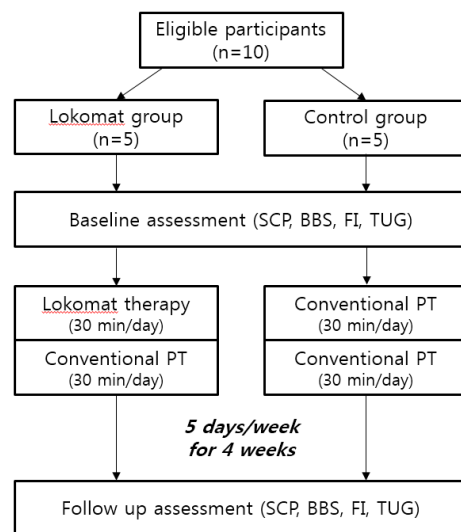 Eligible participants
(n=10)
Lokomat group
(n=5)
Control group
(n=5)
Baseline assessment (SCP, BBS, FI, TUG)
Lokomat therapy
(30 min/day)
Conventional PT
(30 min/day)
Conventional PT
(30 min/day)
Conventional PT
(30 min/day)
5 days/week
for 4 weeks
Follow up assessment (SCP, BBS, FI, TUG)